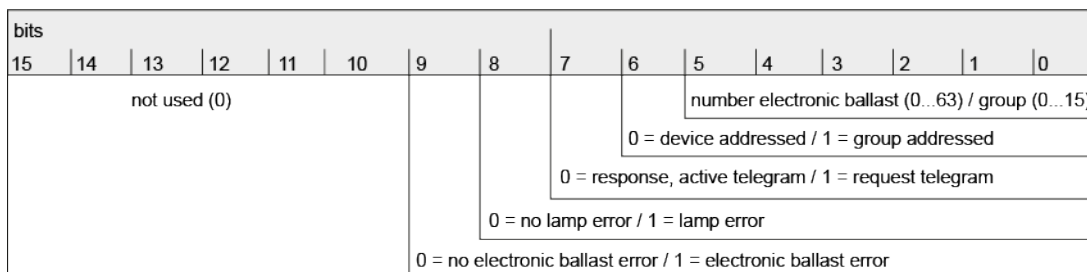 bits
15 14 13 12 11 10 9 8 7 6 5 4 3 2 1 0
not used (0) number electronic ballast (0...63) / group (0...15)
0 = device addressed / 1 = group addressed
0 = response, active telegram / 1 = request telegram
0 = no lamp error / 1 = lamp error
0 = no electronic ballast error / 1 = electronic ballast error